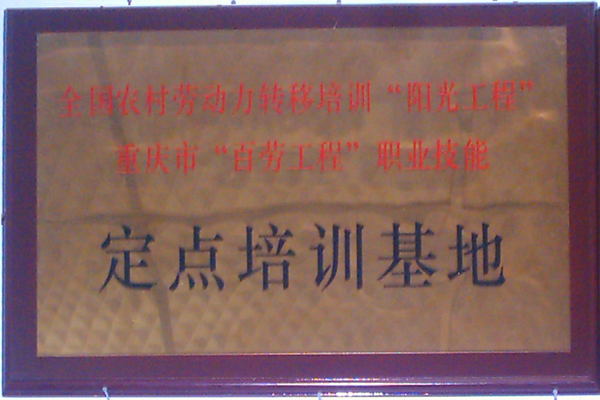 全国农村劳动力转移培训“阳光工程”
重庆市“百劳工程”职业技能
定点培训基地